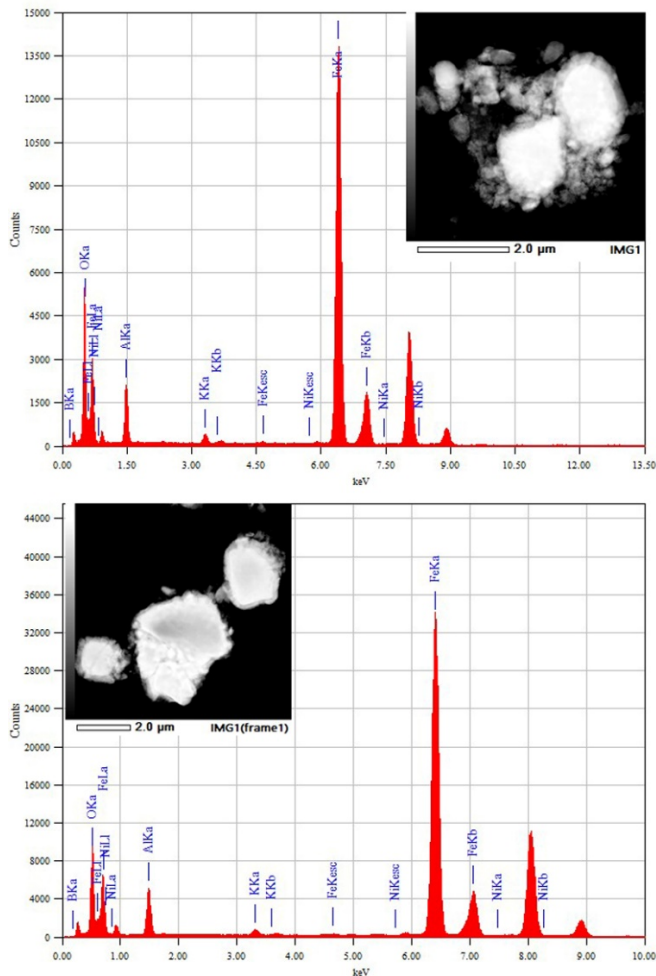 15000
13500
12000
10500
9000
7500
6000
4500
3000
1500
0
Counts
BKa
OKa
FeLl
FeLa
NiLl
NiLa
AlKa
KKa
KKb
FeKesc
NiKesc
FeKa
FeKb
NiKa
NiKb
2.0 µm IMG1
0.00 1.50 3.00 4.50 6.00 7.50 9.00 10.50 12.00 13.50
keV
44000
40000
36000
32000
28000
24000
20000
16000
12000
8000
4000
0
Counts
BKa
OKa
FeLl
FeLa
NiLl
NiLa
AlKa
KKa
KKb
FeKesc
NiKesc
FeKa
FeKb
NiKa
NiKb
2.0 µm IMG1(frame1)
0.00 1.00 2.00 3.00 4.00 5.00 6.00 7.00 8.00 9.00 10.00
keV